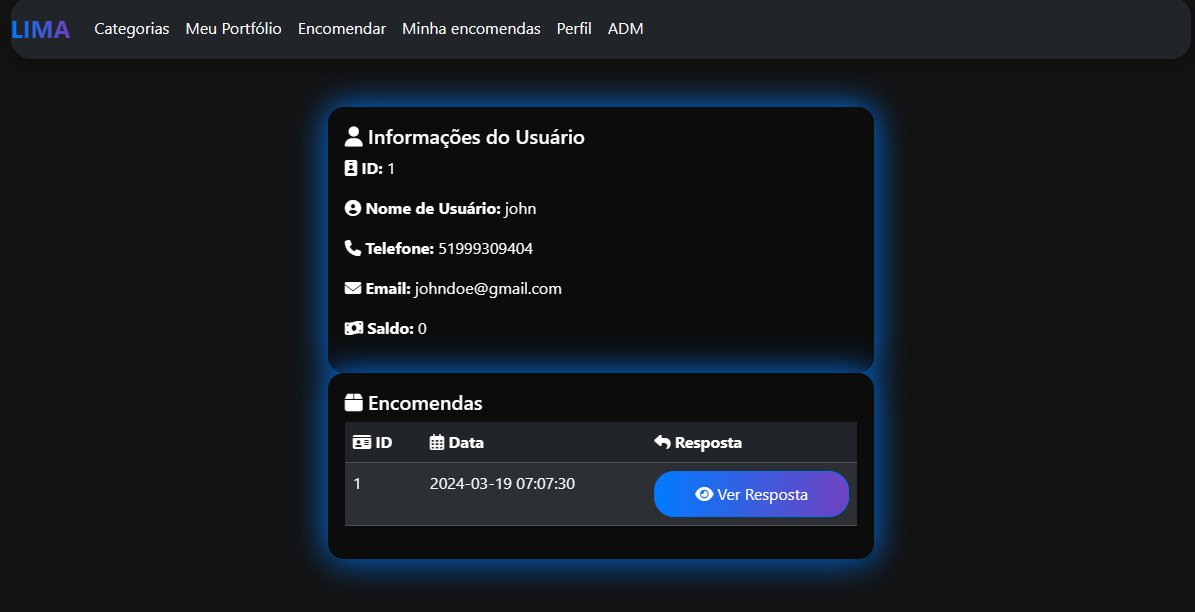 LIMA Categorias Meu Portfólio Encomendar Minha encomendas Perfil ADM
Informações do Usuário
ID: 1
Nome de Usuário: john
Telefone: 51999309404
Email: johndoe@gmail.com
Saldo: 0
Encomendas
ID Data Resposta
1 2024-03-19 07:07:30 Ver Resposta